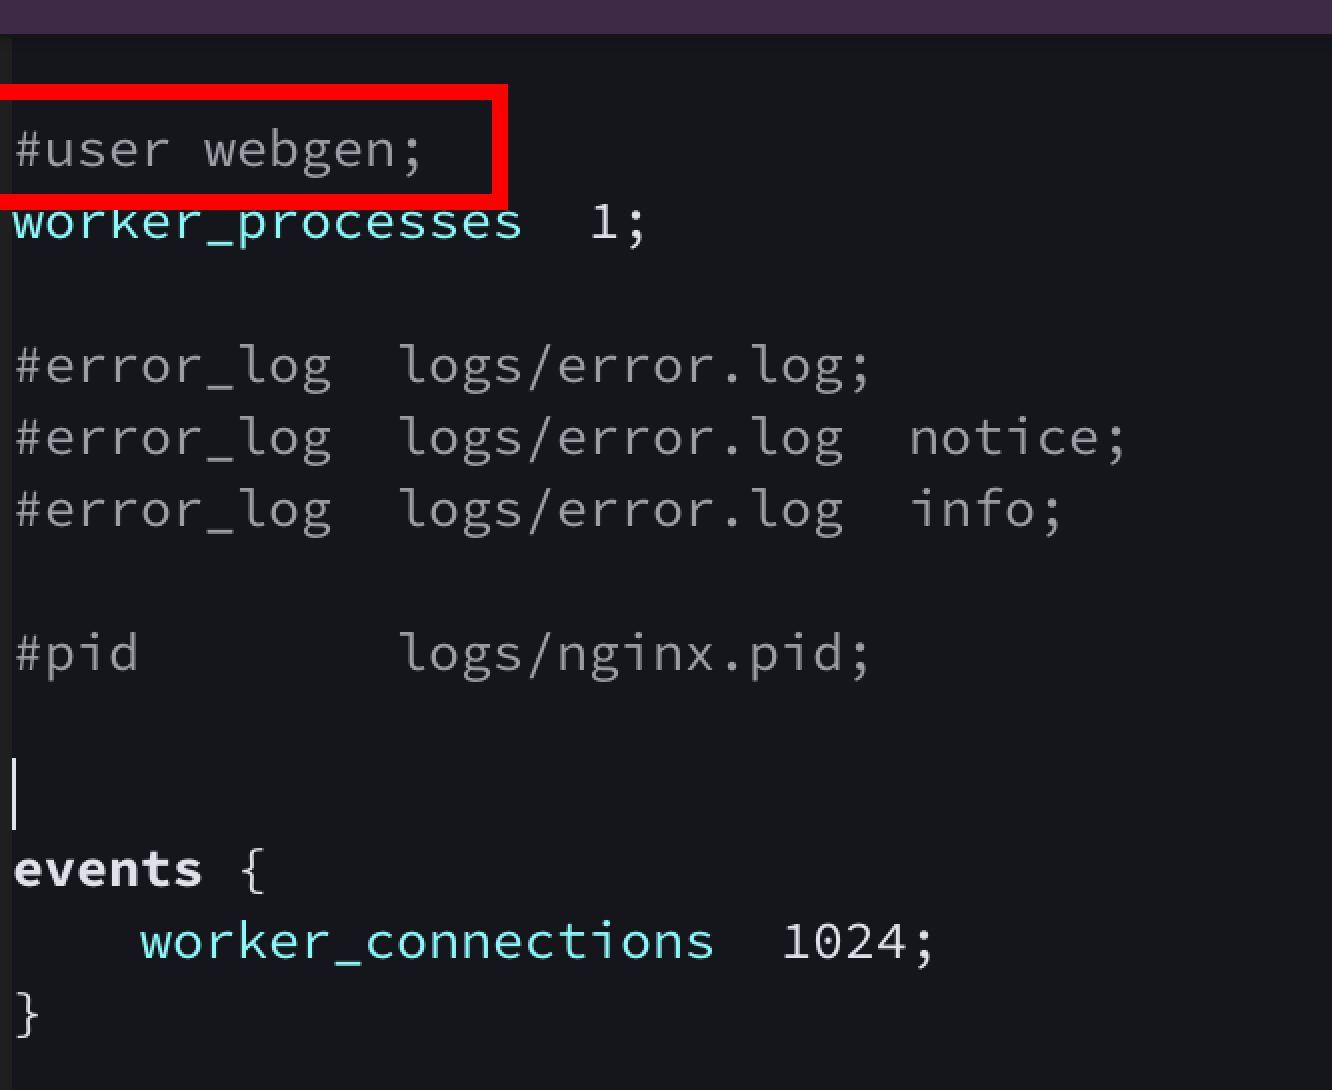 #user webgen;
worker_processes  1;
#error_log  logs/error.log;
#error_log  logs/error.log  notice;
#error_log  logs/error.log  info;
#pid        logs/nginx.pid;
events {
    worker_connections  1024;
}